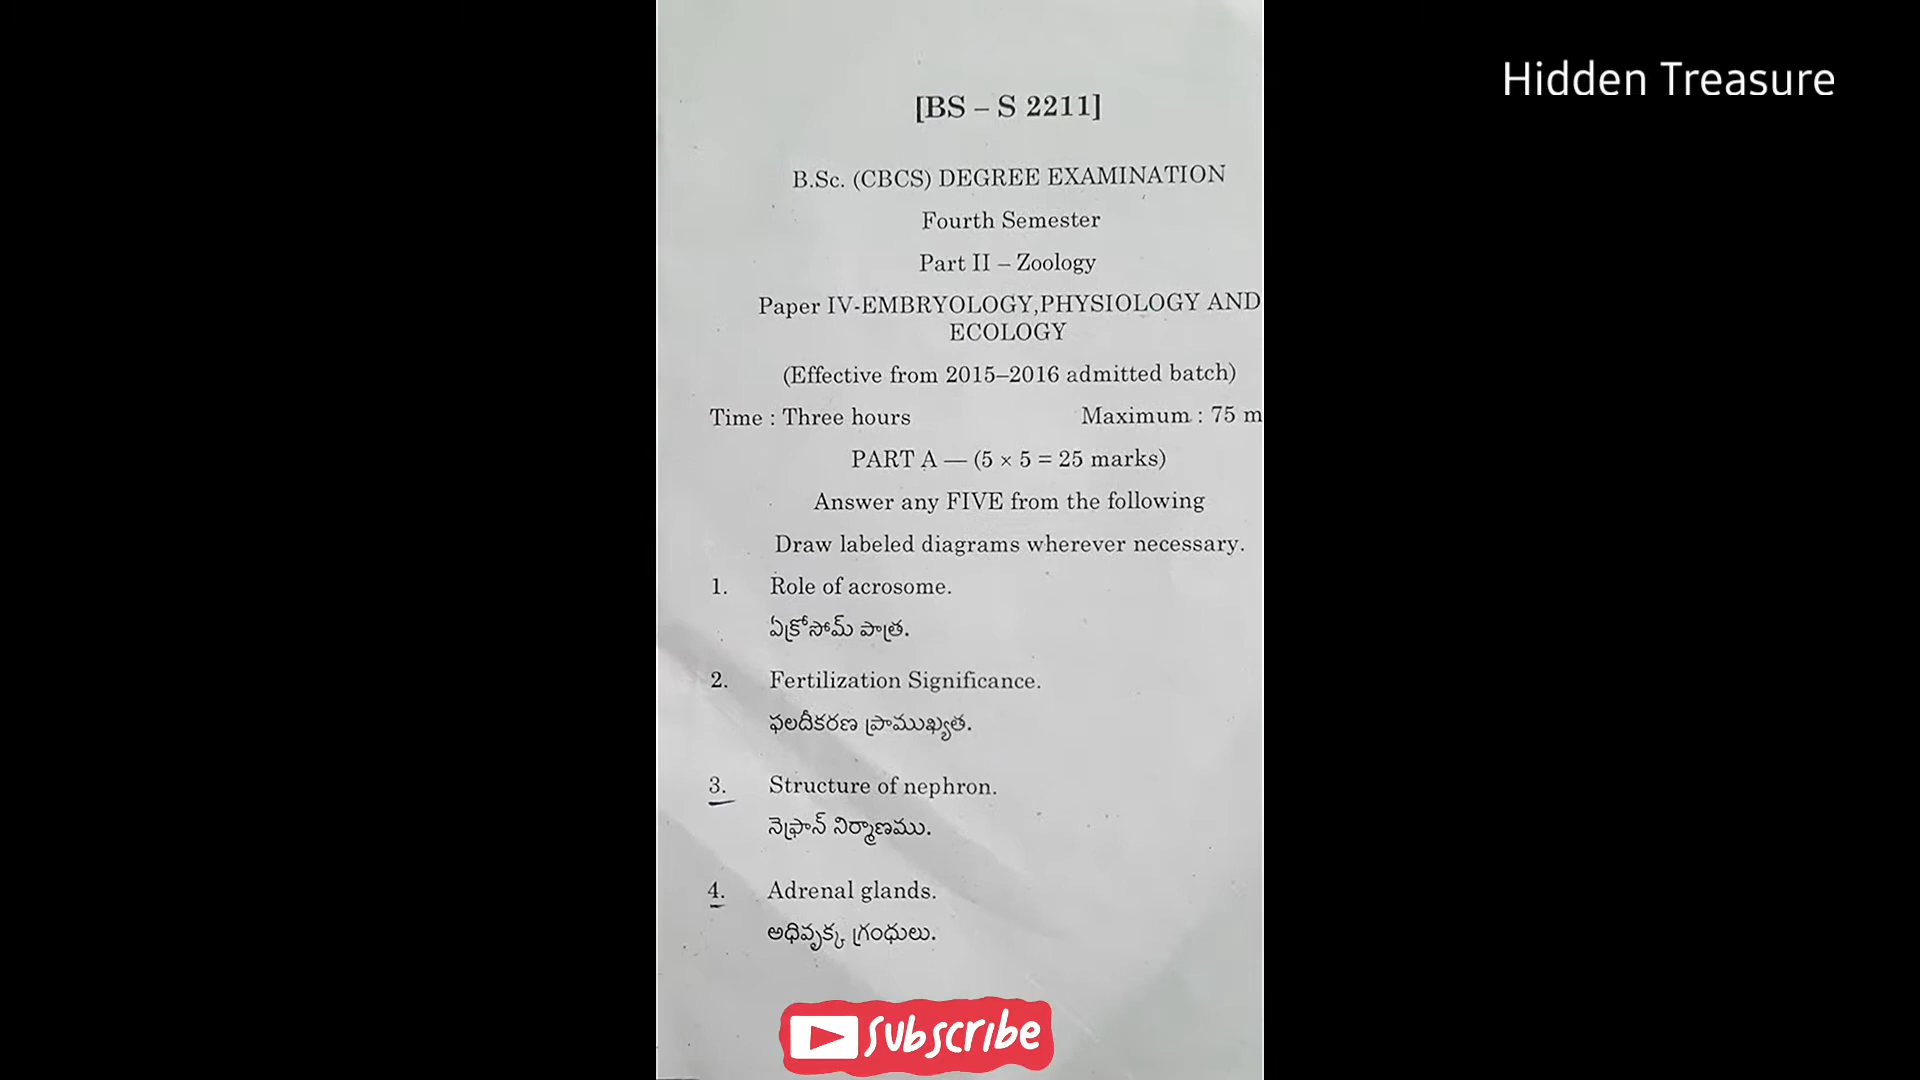 Hidden Treasure
[BS – S 2211]
B.Sc. (CBCS) DEGREE EXAMINATION
Fourth Semester
Part II – Zoology
Paper IV-EMBRYOLOGY,PHYSIOLOGY AND
ECOLOGY
(Effective from 2015–2016 admitted batch)
Time : Three hours Maximum : 75 m
PART A — (5 × 5 = 25 marks)
Answer any FIVE from the following
Draw labeled diagrams wherever necessary.
1. Role of acrosome.
ఏక్రోసోమ్ పాత్ర.
2. Fertilization Significance.
ఫలదీకరణ ప్రాముఖ్యత.
3. Structure of nephron.
నెఫ్రాన్ నిర్మాణము.
4. Adrenal glands.
అధివృక్క గ్రంధులు.
Subscribe